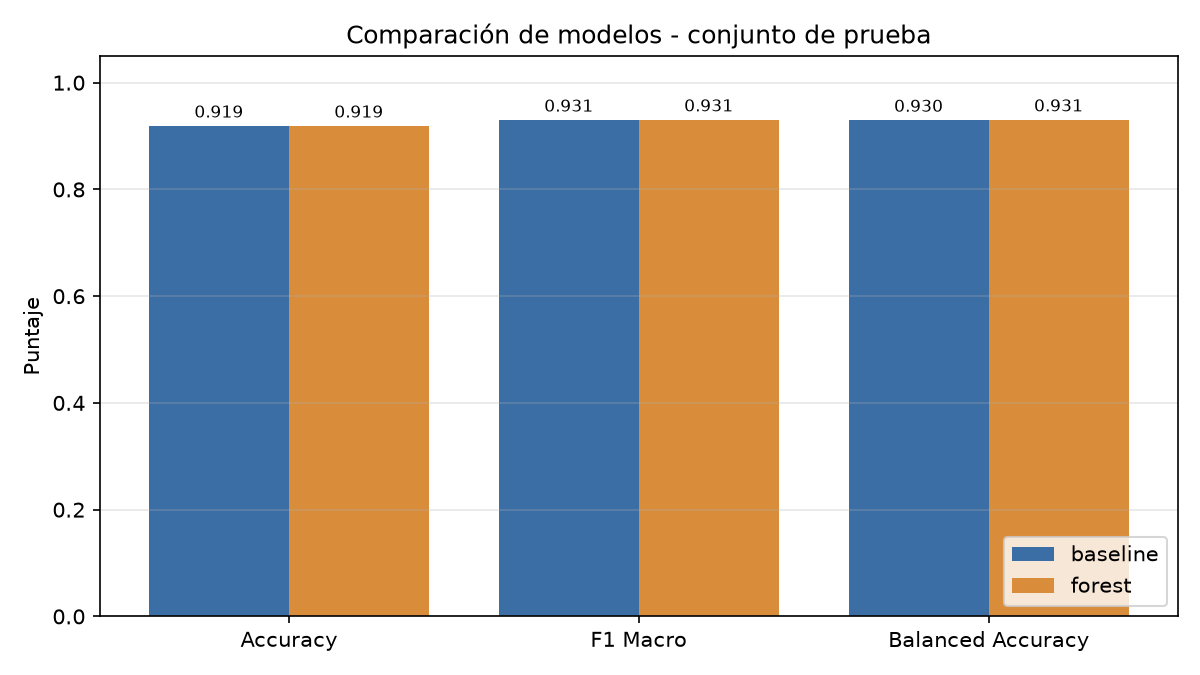 Comparación de modelos - conjunto de prueba
Puntaje
1.0
0.8
0.6
0.4
0.2
0.0
0.919
0.919
0.931
0.931
0.930
0.931
baseline
forest
Accuracy
F1 Macro
Balanced Accuracy